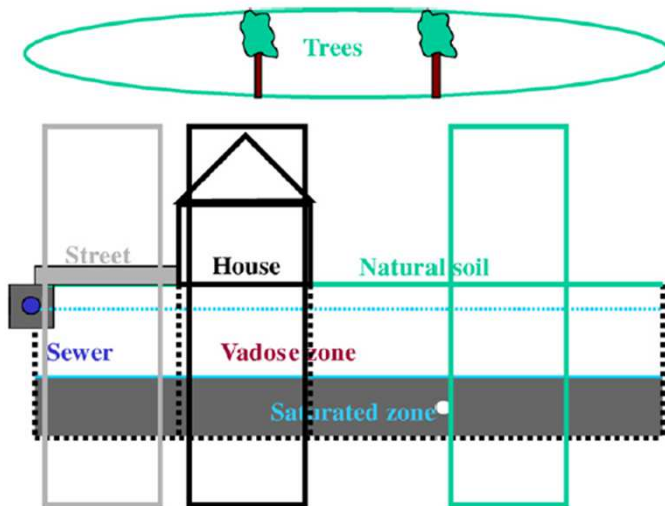 Trees
Street
House
Natural soil
Sewer
Vadose zone
Saturated zone